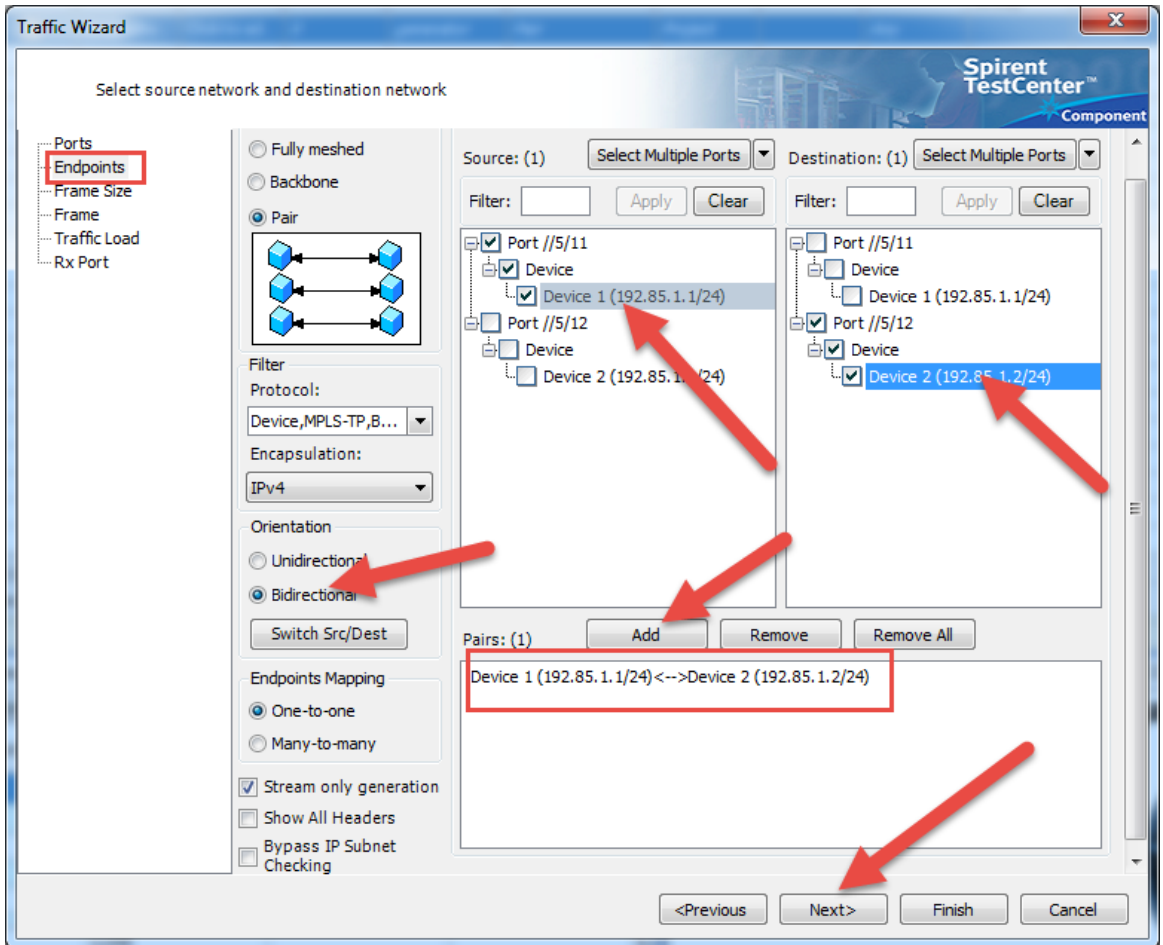 Traffic Wizard
Select source network and destination network
Spirent
TestCenter™
Component
Ports
Endpoints
Frame Size
Frame
Traffic Load
Rx Port
Fully meshed
Backbone
Pair
Filter
Protocol:
Device,MPLS-TP,B...
Encapsulation:
IPv4
Orientation
Unidirectional
Bidirectional
Switch Src/Dest
Endpoints Mapping
One-to-one
Many-to-many
Stream only generation
Show All Headers
Bypass IP Subnet
Checking
Source: (1) Select Multiple Ports
Filter: Apply Clear
Port //5/11
Device
Device 1 (192.85.1.1/24)
Port //5/12
Device
Device 2 (192.85.1. /24)
Destination: (1) Select Multiple Ports
Filter: Apply Clear
Port //5/11
Device
Device 1 (192.85.1.1/24)
Port //5/12
Device
Device 2 (192.85.1.2/24)
Pairs: (1) Add Remove Remove All
Device 1 (192.85.1.1/24)<-->Device 2 (192.85.1.2/24)
<Previous Next> Finish Cancel